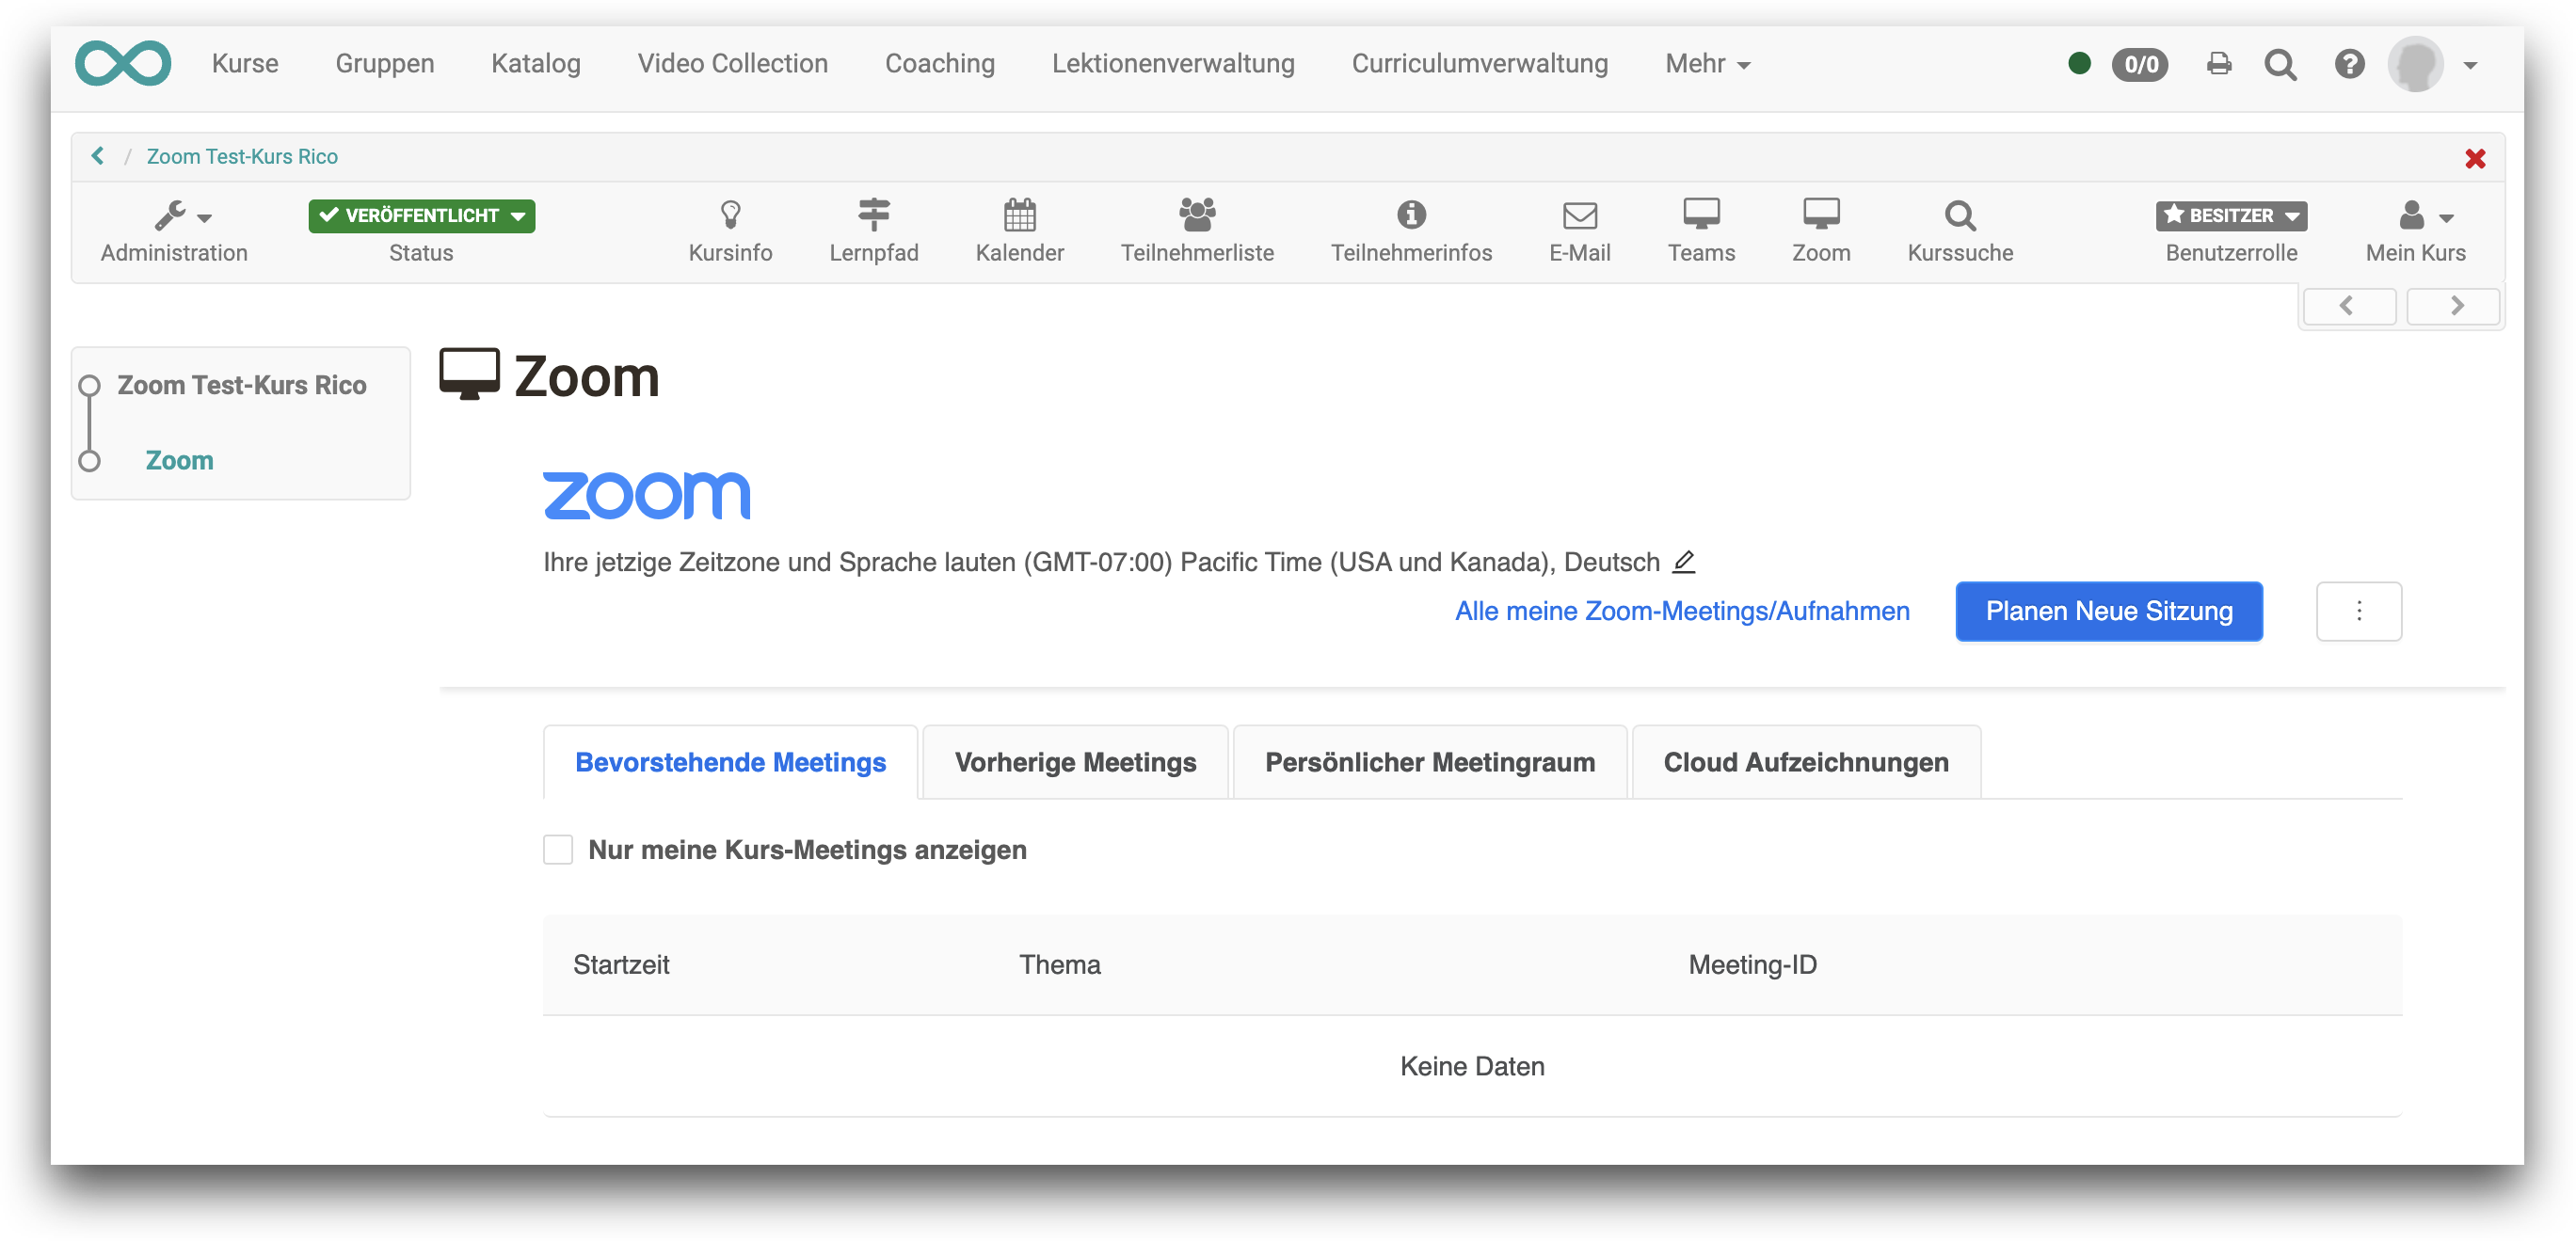 Kurse Gruppen Katalog Video Collection Coaching Lektionenverwaltung Curriculumverwaltung Mehr 0/0
/ Zoom Test-Kurs Rico
VERÖFFENTLICHT BESITZER
Administration Status Kursinfo Lernpfad Kalender Teilnehmerliste Teilnehmerinfos E-Mail Teams Zoom Kurssuche Benutzerrolle Mein Kurs
Zoom Test-Kurs Rico
Zoom
Zoom
zoom
Ihre jetzige Zeitzone und Sprache lauten (GMT-07:00) Pacific Time (USA und Kanada), Deutsch
Alle meine Zoom-Meetings/Aufnahmen Planen Neue Sitzung
Bevorstehende Meetings Vorherige Meetings Persönlicher Meetingraum Cloud Aufzeichnungen
Nur meine Kurs-Meetings anzeigen
Startzeit Thema Meeting-ID
Keine Daten